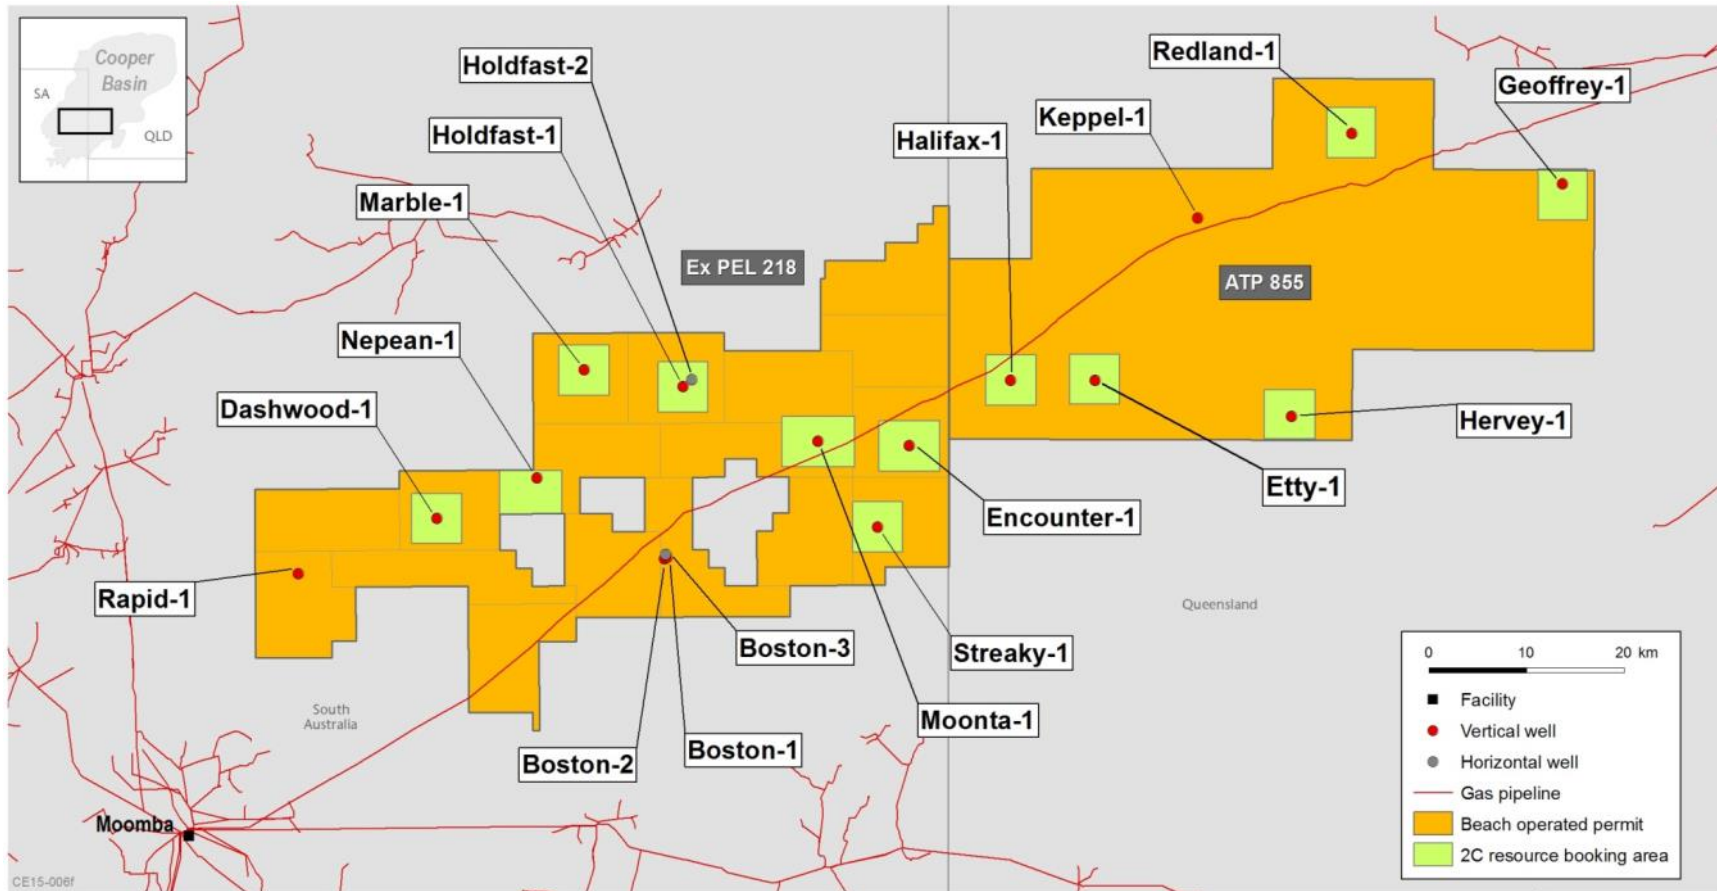 Cooper
Basin
SA
QLD
Holdfast-2
Redland-1
Geoffrey-1
Holdfast-1
Keppel-1
Halifax-1
Marble-1
Ex PEL 218
ATP 855
Nepean-1
Dashwood-1
Hervey-1
Etty-1
Encounter-1
Rapid-1
Queensland
Boston-3
Streaky-1
South
Australia
Moonta-1
Boston-2
Boston-1
Moomba
0 10 20 km
Facility
Vertical well
Horizontal well
Gas pipeline
Beach operated permit
2C resource booking area
CE15-006f